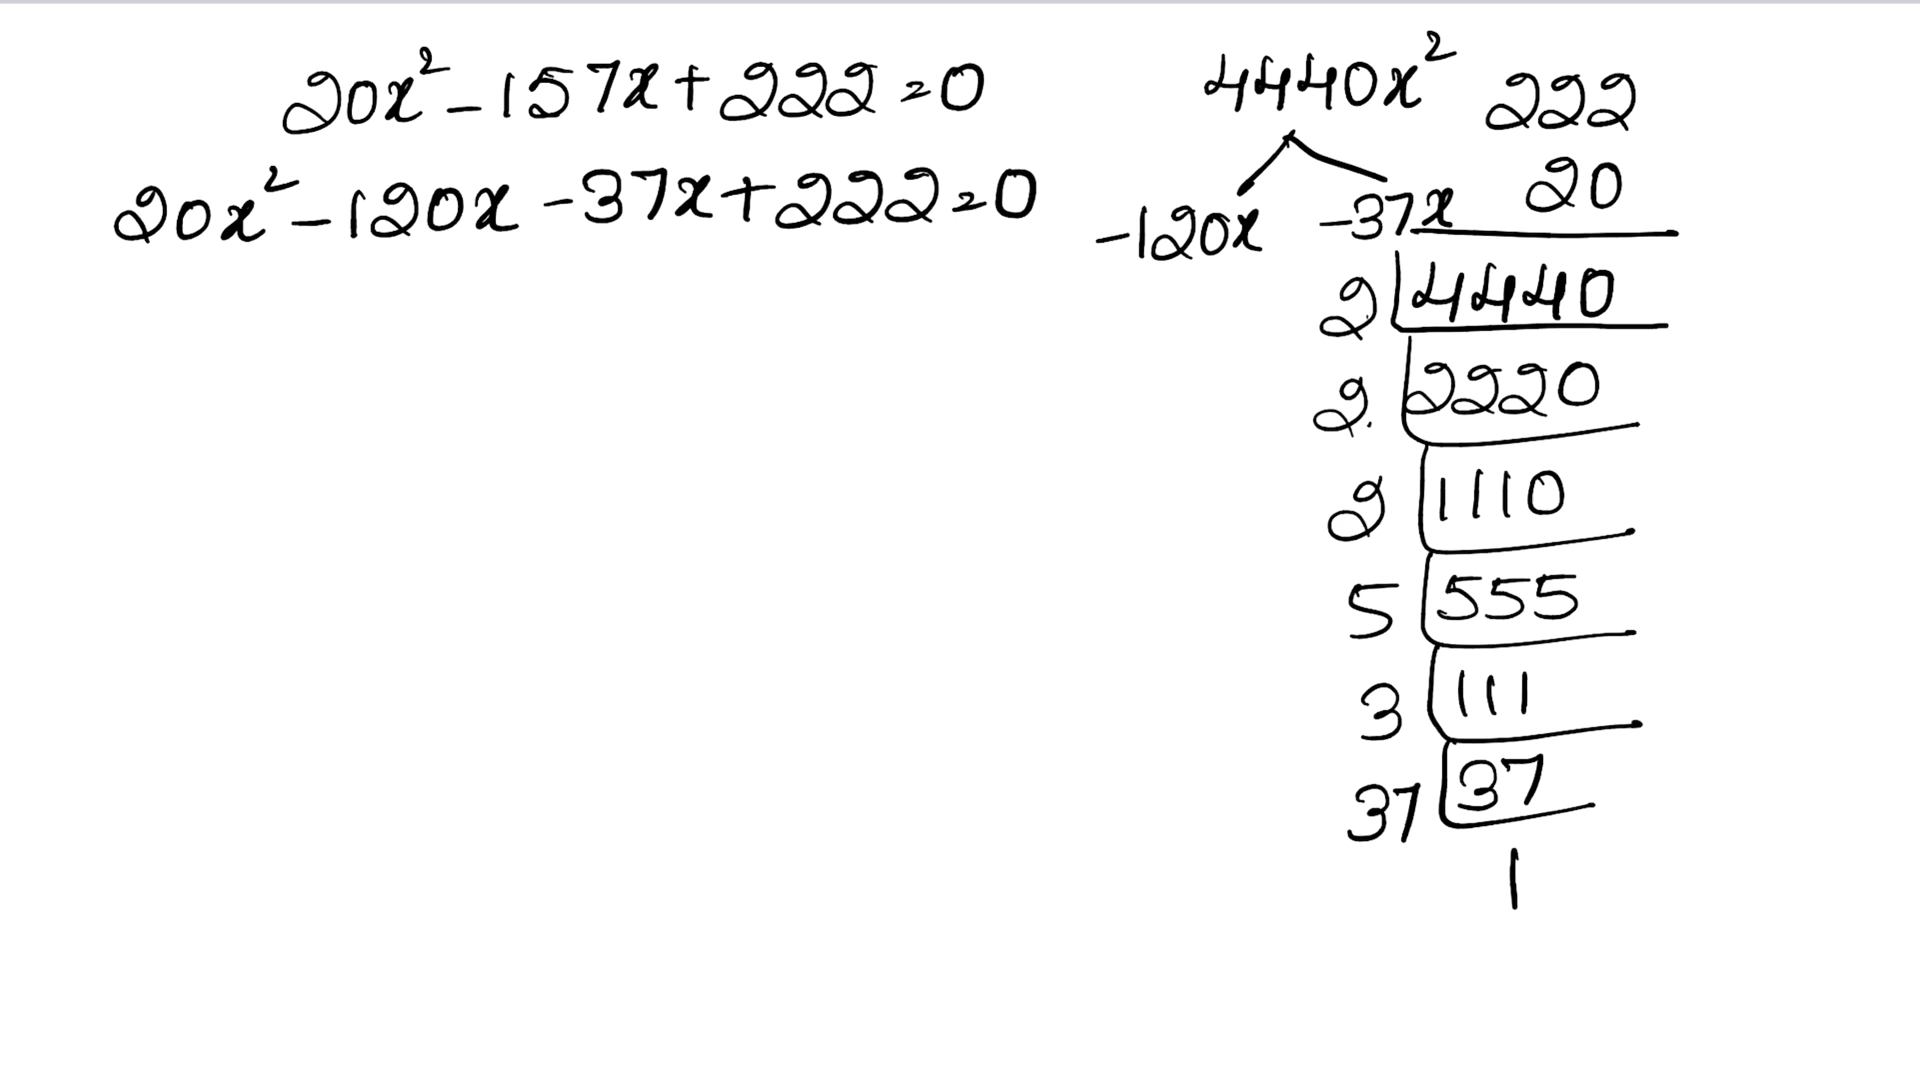 20x² - 157x + 222 = 0
20x² - 120x - 37x + 222 = 0
4440x²
-120x -37x
222
20
2 4440
2 2220
2 1110
5 555
3 111
37 37
1